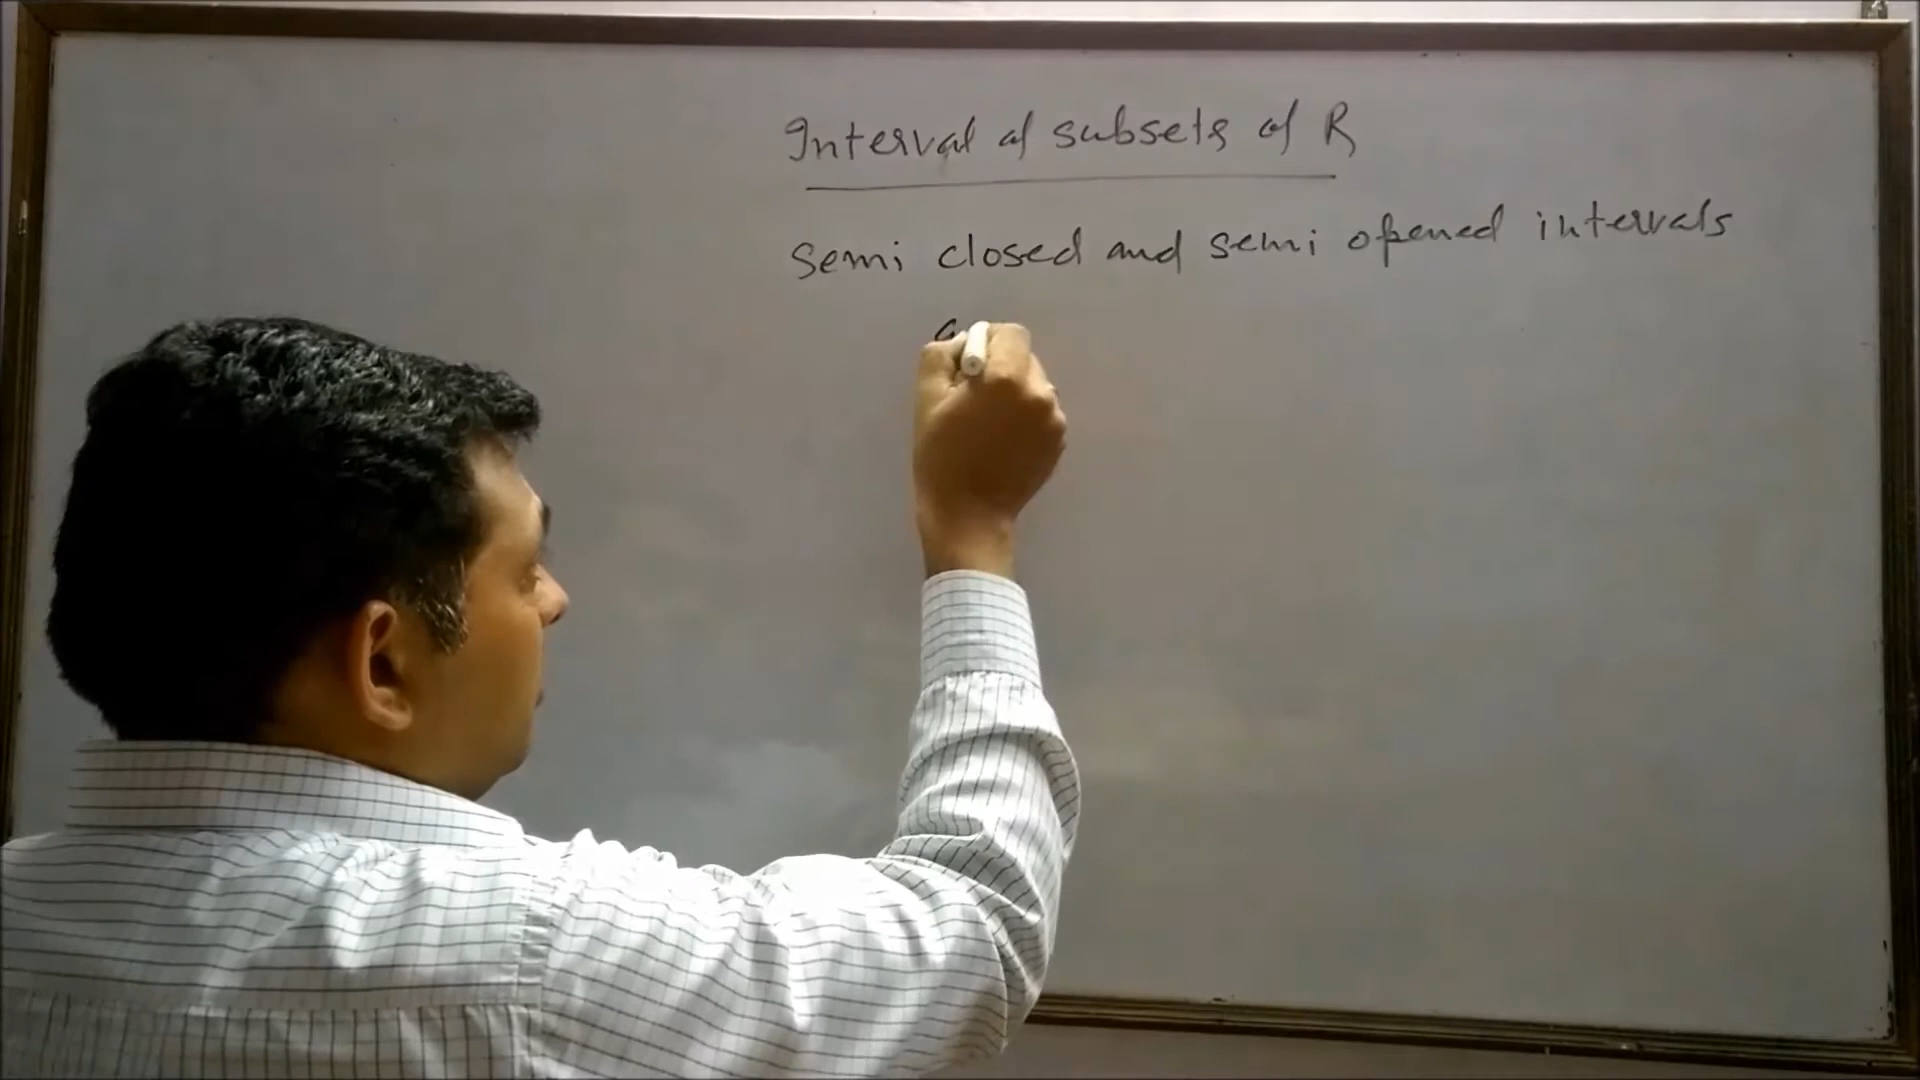 Interval of subsets of R
semi closed and semi opened intervals
a